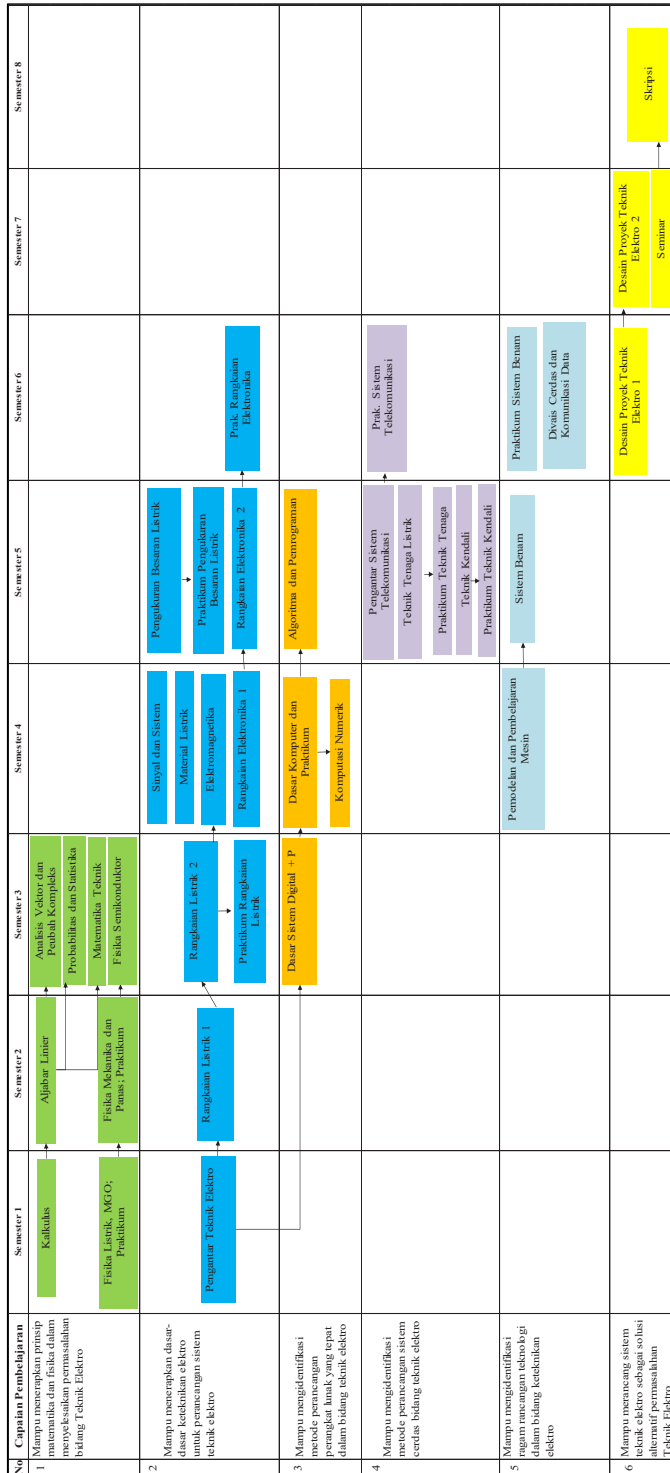 No
Capaian Pembelajaran
Semester 1
Semester 2
Semester 3
Semester 4
Semester 5
Semester 6
Semester 7
Semester 8
1
Mampu menerapkan prinsip
matematika dan fisika dalam
menyelesaikan permasalahan
bidang Teknik Elektro
Kalkulus
Fisika Listrik, MGO;
Praktikum
Aljabar Linier
Fisika Mekanika dan
Panas; Praktikum
Analisis Vektor dan
Peubah Kompleks
Probabilitas dan Statistika
Matematika Teknik
Fisika Semikonduktor
2
Mampu menerapkan dasar-
dasar keteknikan elektro
untuk perancangan sistem
teknik elektro
Pengantar Teknik Elektro
Rangkaian Listrik 1
Rangkaian Listrik 2
Praktikum Rangkaian
Listrik
Sinyal dan Sistem
Material Listrik
Elektromagnetika
Rangkaian Elektronika 1
Pengukuran Besaran Listrik
Praktikum Pengukuran
Besaran Listrik
Rangkaian Elektronika 2
Prak. Rangkaian
Elektronika
3
Mampu mengidentifikasi
metode perancangan
perangkat lunak yang tepat
dalam bidang teknik elektro
Dasar Sistem Digital + P
Dasar Komputer dan
Praktikum
Komputasi Numerik
Algoritma dan Pemrograman
4
Mampu mengidentifikasi
metode perancangan sistem
cerdas bidang teknik elektro
Pengantar Sistem
Telekomunikasi
Teknik Tenaga Listrik
Praktikum Teknik Tenaga
Teknik Kendali
Praktikum Teknik Kendali
Prak. Sistem
Telekomunikasi
5
Mampu mengidentifikasi
ragam rancangan teknologi
dalam bidang keteknikan
elektro
Pemodelan dan Pembelajaran
Mesin
Sistem Benam
Praktikum Sistem Benam
Divais Cerdas dan
Komunikasi Data
6
Mampu merancang sistem
teknik elektro sebagai solusi
alternatif permasalahan
Teknik Elektro
Desain Proyek Teknik
Elektro 1
Desain Proyek Teknik
Elektro 2
Seminar
Skripsi